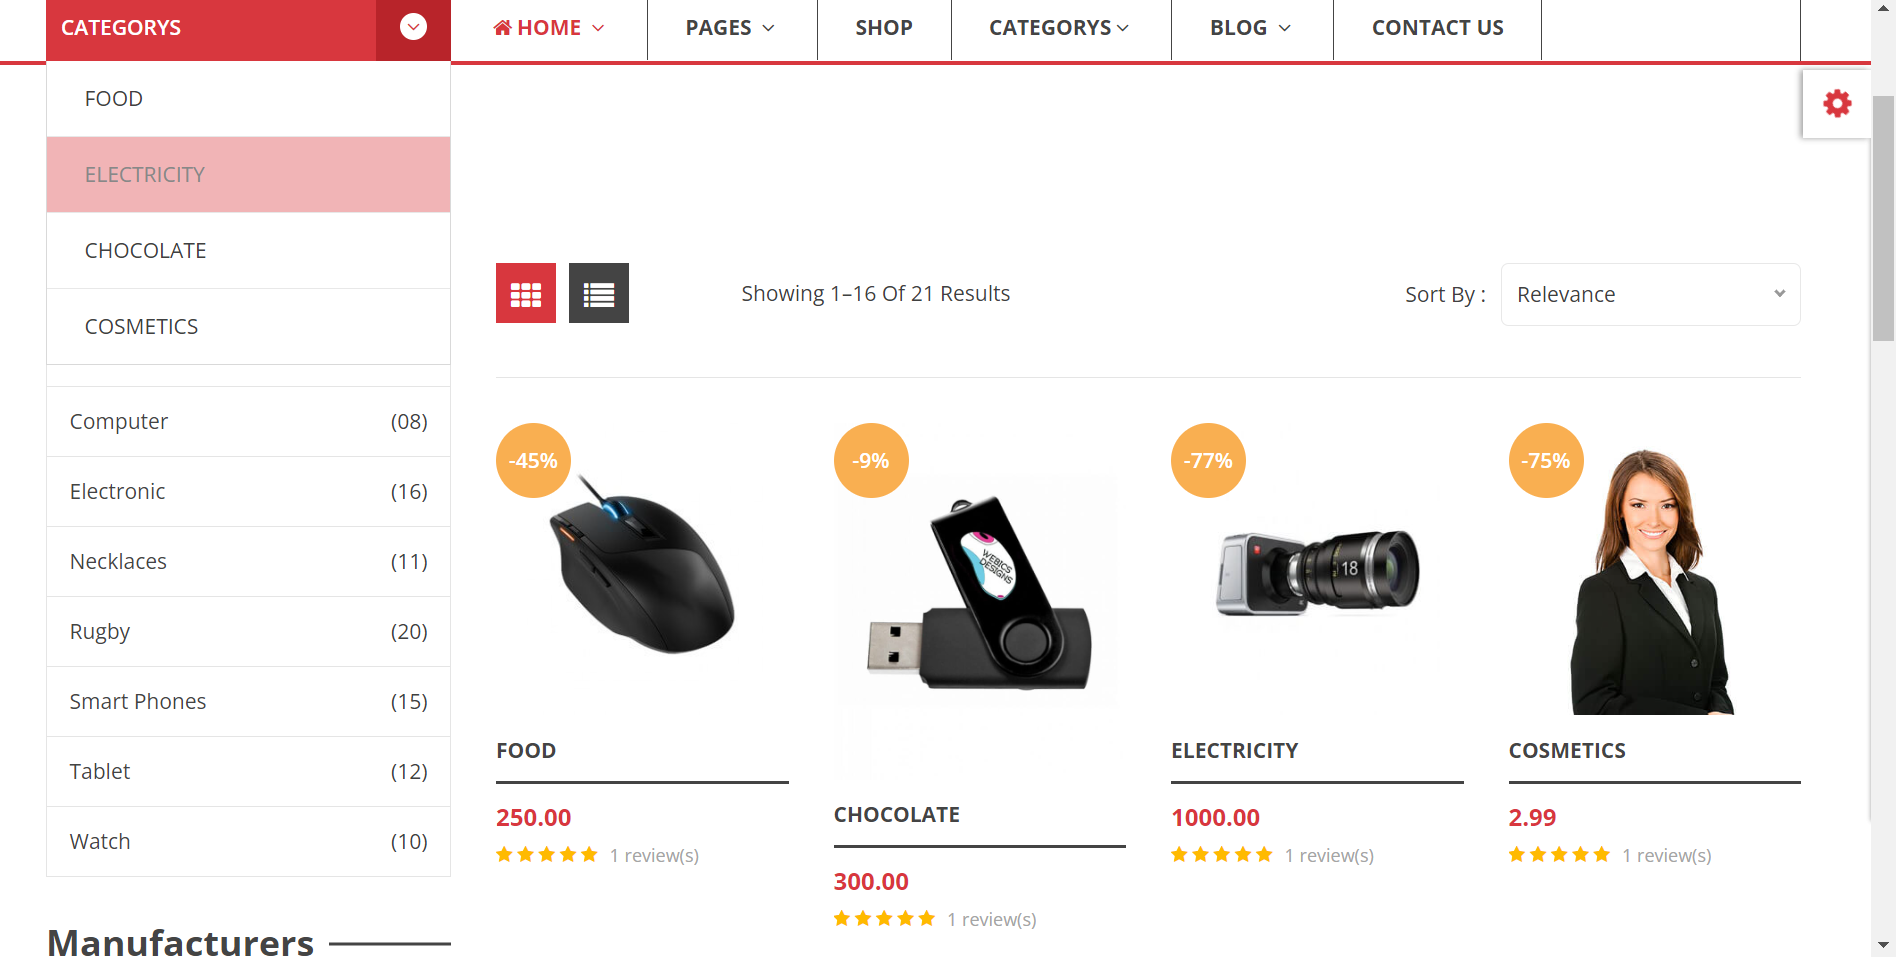 CATEGORYS
HOME
PAGES
SHOP
CATEGORYS
BLOG
CONTACT US
FOOD
ELECTRICITY
CHOCOLATE
COSMETICS
Computer (08)
Electronic (16)
Necklaces (11)
Rugby (20)
Smart Phones (15)
Tablet (12)
Watch (10)
Manufacturers
Showing 1–16 Of 21 Results
Sort By : Relevance
-45%
FOOD
250.00
1 review(s)
-9%
WEBICS
DESIGNS
CHOCOLATE
300.00
1 review(s)
-77%
18
ELECTRICITY
1000.00
1 review(s)
-75%
COSMETICS
2.99
1 review(s)